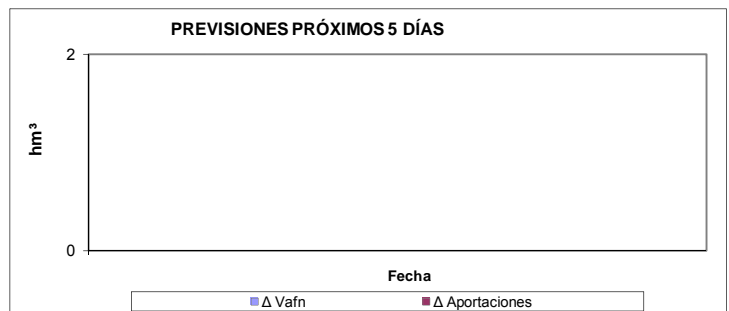 PREVISIONES PRÓXIMOS 5 DÍAS
2
hm³
0
Fecha
Δ Vafn Δ Aportaciones